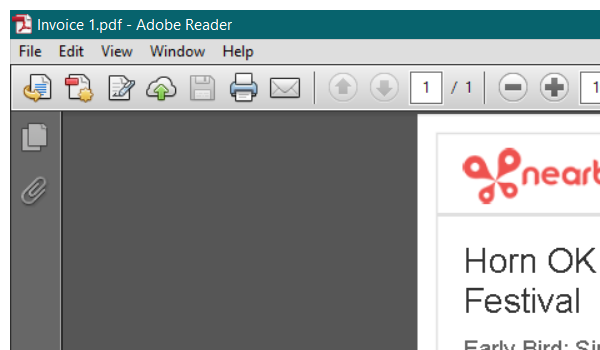 Invoice 1.pdf - Adobe Reader
File Edit View Window Help
1 / 1 1
nearb
Horn OK
Festival
Early Bird: Si